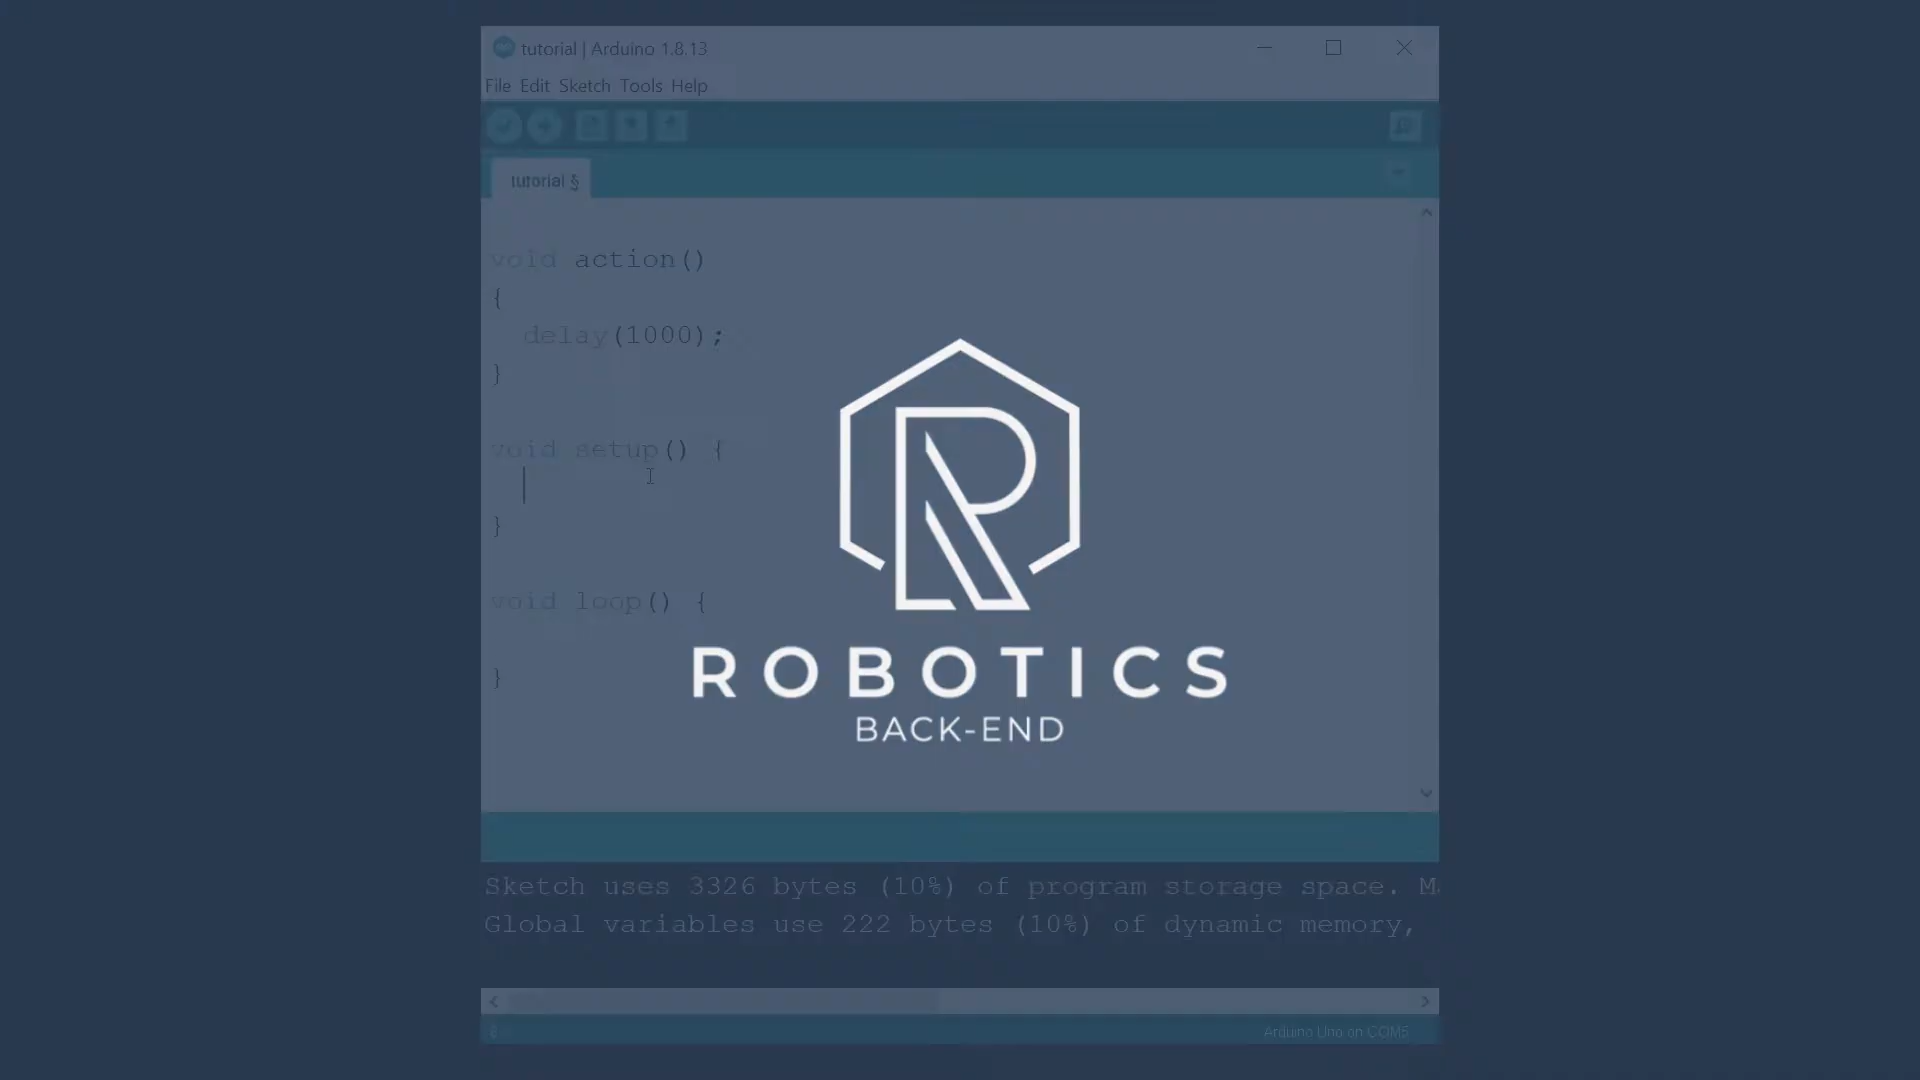 tutorial | Arduino 1.8.13
File Edit Sketch Tools Help
tutorial §
void action()
{
delay(1000);
}
void setup() {
}
void loop() {
}
ROBOTICS
BACK-END
Sketch uses 3326 bytes (10%) of program storage space. M
Global variables use 222 bytes (10%) of dynamic memory,
Arduino Uno on COM5